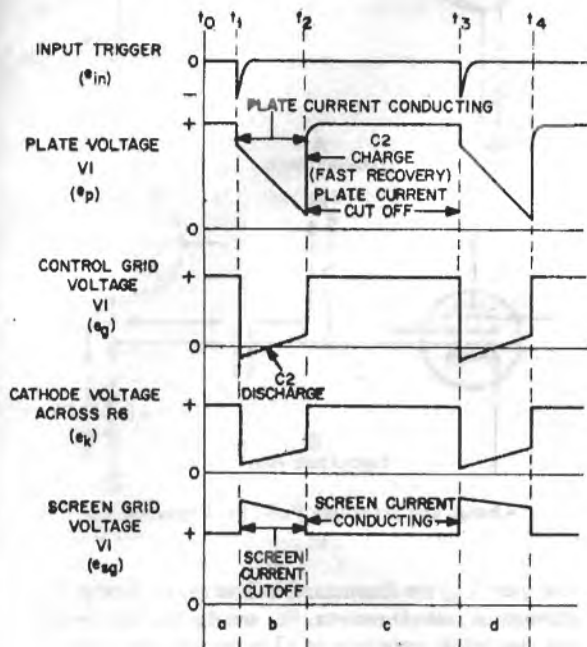 t0 t1 t2 t3 t4
INPUT TRIGGER
(ein)
0
−
PLATE CURRENT CONDUCTING
+
PLATE VOLTAGE
V1
(ep)
C2
CHARGE
(FAST RECOVERY)
PLATE CURRENT
CUT OFF
0
CONTROL GRID
VOLTAGE
V1
(eg)
+
0
C2
DISCHARGE
CATHODE VOLTAGE
ACROSS R6
(ek)
+
0
SCREEN GRID
VOLTAGE
V1
(esg)
+
SCREEN CURRENT
CONDUCTING
SCREEN
CURRENT
CUTOFF
0
a b c d